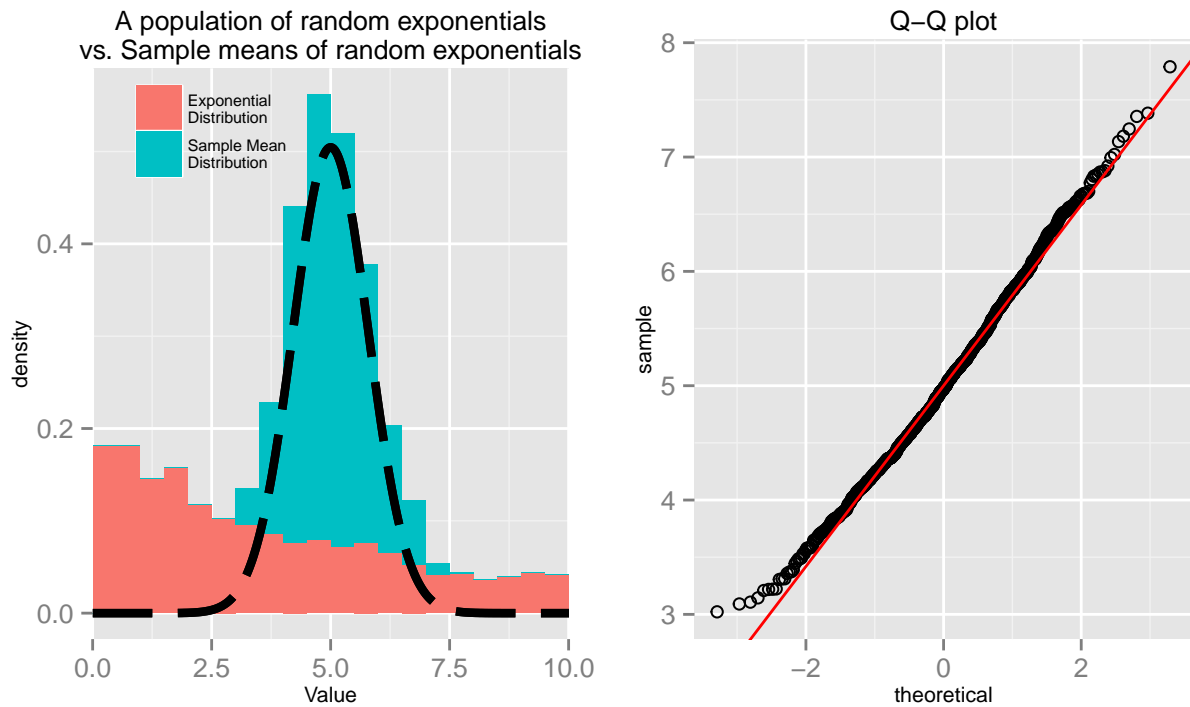 A population of random exponentials
vs. Sample means of random exponentials
Exponential
Distribution
Sample Mean
Distribution
density
0.4
0.2
0.0
0.0 2.5 5.0 7.5 10.0
Value
Q−Q plot
sample
8
7
6
5
4
3
−2 0 2
theoretical